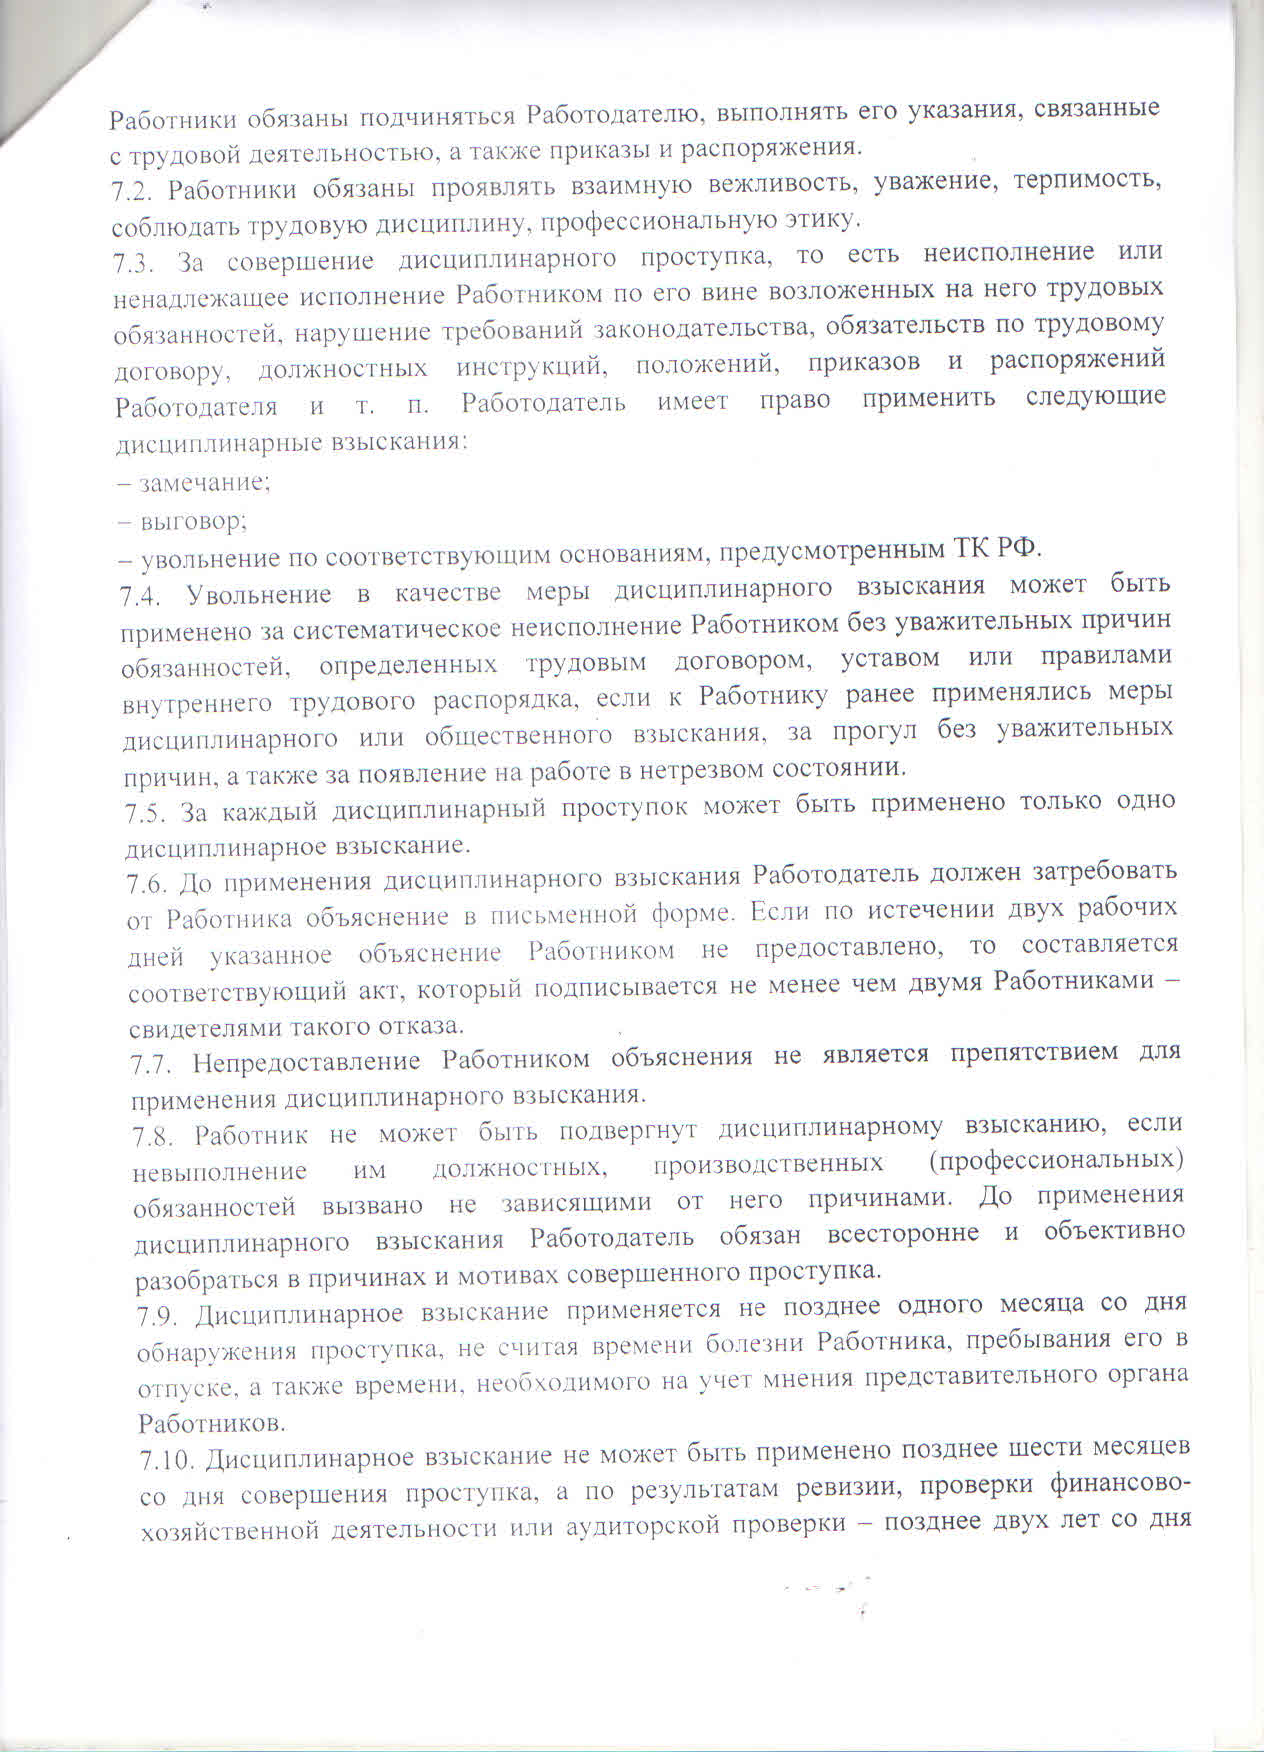 Работники обязаны подчиняться Работодателю, выполнять его указания, связанные
с трудовой деятельностью, а также приказы и распоряжения.
7.2. Работники обязаны проявлять взаимную вежливость, уважение, терпимость,
соблюдать трудовую дисциплину, профессиональную этику.
7.3. За совершение дисциплинарного проступка, то есть неисполнение или
ненадлежащее исполнение Работником по его вине возложенных на него трудовых
обязанностей, нарушение требований законодательства, обязательств по трудовому
договору, должностных инструкций, положений, приказов и распоряжений
Работодателя и т. п. Работодатель имеет право применить следующие
дисциплинарные взыскания:
– замечание;
– выговор;
– увольнение по соответствующим основаниям, предусмотренным ТК РФ.
7.4. Увольнение в качестве меры дисциплинарного взыскания может быть
применено за систематическое неисполнение Работником без уважительных причин
обязанностей, определенных трудовым договором, уставом или правилами
внутреннего трудового распорядка, если к Работнику ранее применялись меры
дисциплинарного или общественного взыскания, за прогул без уважительных
причин, а также за появление на работе в нетрезвом состоянии.
7.5. За каждый дисциплинарный проступок может быть применено только одно
дисциплинарное взыскание.
7.6. До применения дисциплинарного взыскания Работодатель должен затребовать
от Работника объяснение в письменной форме. Если по истечении двух рабочих
дней указанное объяснение Работником не предоставлено, то составляется
соответствующий акт, который подписывается не менее чем двумя Работниками –
свидетелями такого отказа.
7.7. Непредоставление Работником объяснения не является препятствием для
применения дисциплинарного взыскания.
7.8. Работник не может быть подвергнут дисциплинарному взысканию, если
невыполнение им должностных, производственных (профессиональных)
обязанностей вызвано не зависящими от него причинами. До применения
дисциплинарного взыскания Работодатель обязан всесторонне и объективно
разобраться в причинах и мотивах совершенного проступка.
7.9. Дисциплинарное взыскание применяется не позднее одного месяца со дня
обнаружения проступка, не считая времени болезни Работника, пребывания его в
отпуске, а также времени, необходимого на учет мнения представительного органа
Работников.
7.10. Дисциплинарное взыскание не может быть применено позднее шести месяцев
со дня совершения проступка, а по результатам ревизии, проверки финансово-
хозяйственной деятельности или аудиторской проверки – позднее двух лет со дня